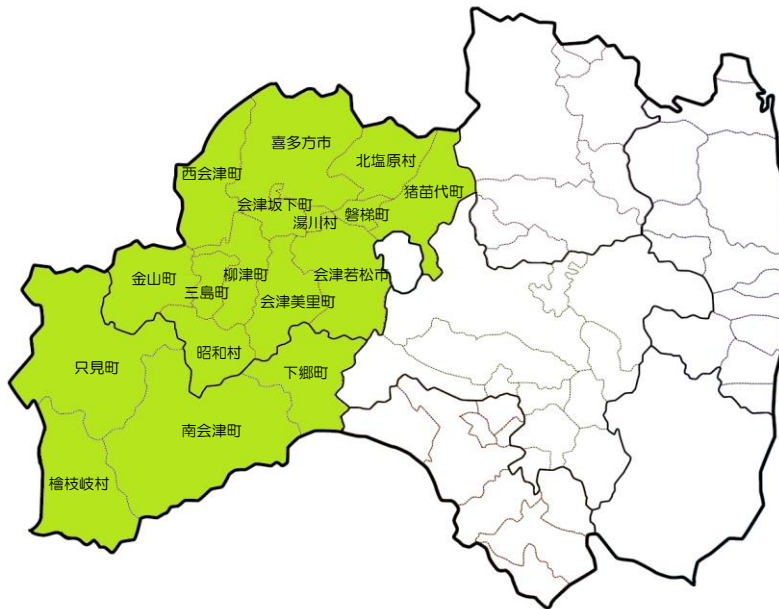 喜多方市
北塩原村
西会津町
猪苗代町
会津坂下町
磐梯町
湯川村
金山町
柳津町
会津若松市
三島町
会津美里町
昭和村
只見町
下郷町
南会津町
檜枝岐村